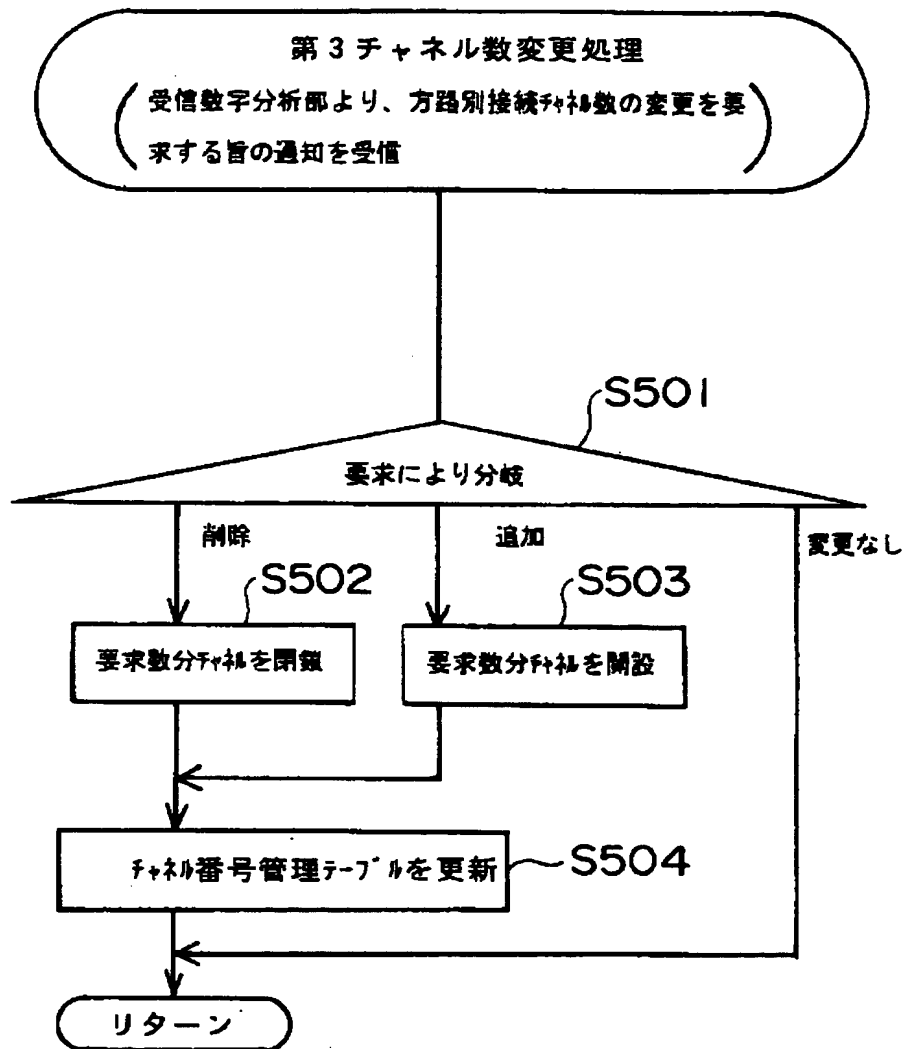 第3チャネル数変更処理
受信数字分析部より、方路別接続ﾁｬﾈﾙ数の変更を要
求する旨の通知を受信
S501
要求により分岐
削除
追加
変更なし
S502
S503
要求数分ﾁｬﾈﾙを閉鎖
要求数分ﾁｬﾈﾙを開設
ﾁｬﾈﾙ番号管理ﾃｰﾌﾞﾙを更新
S504
リターン